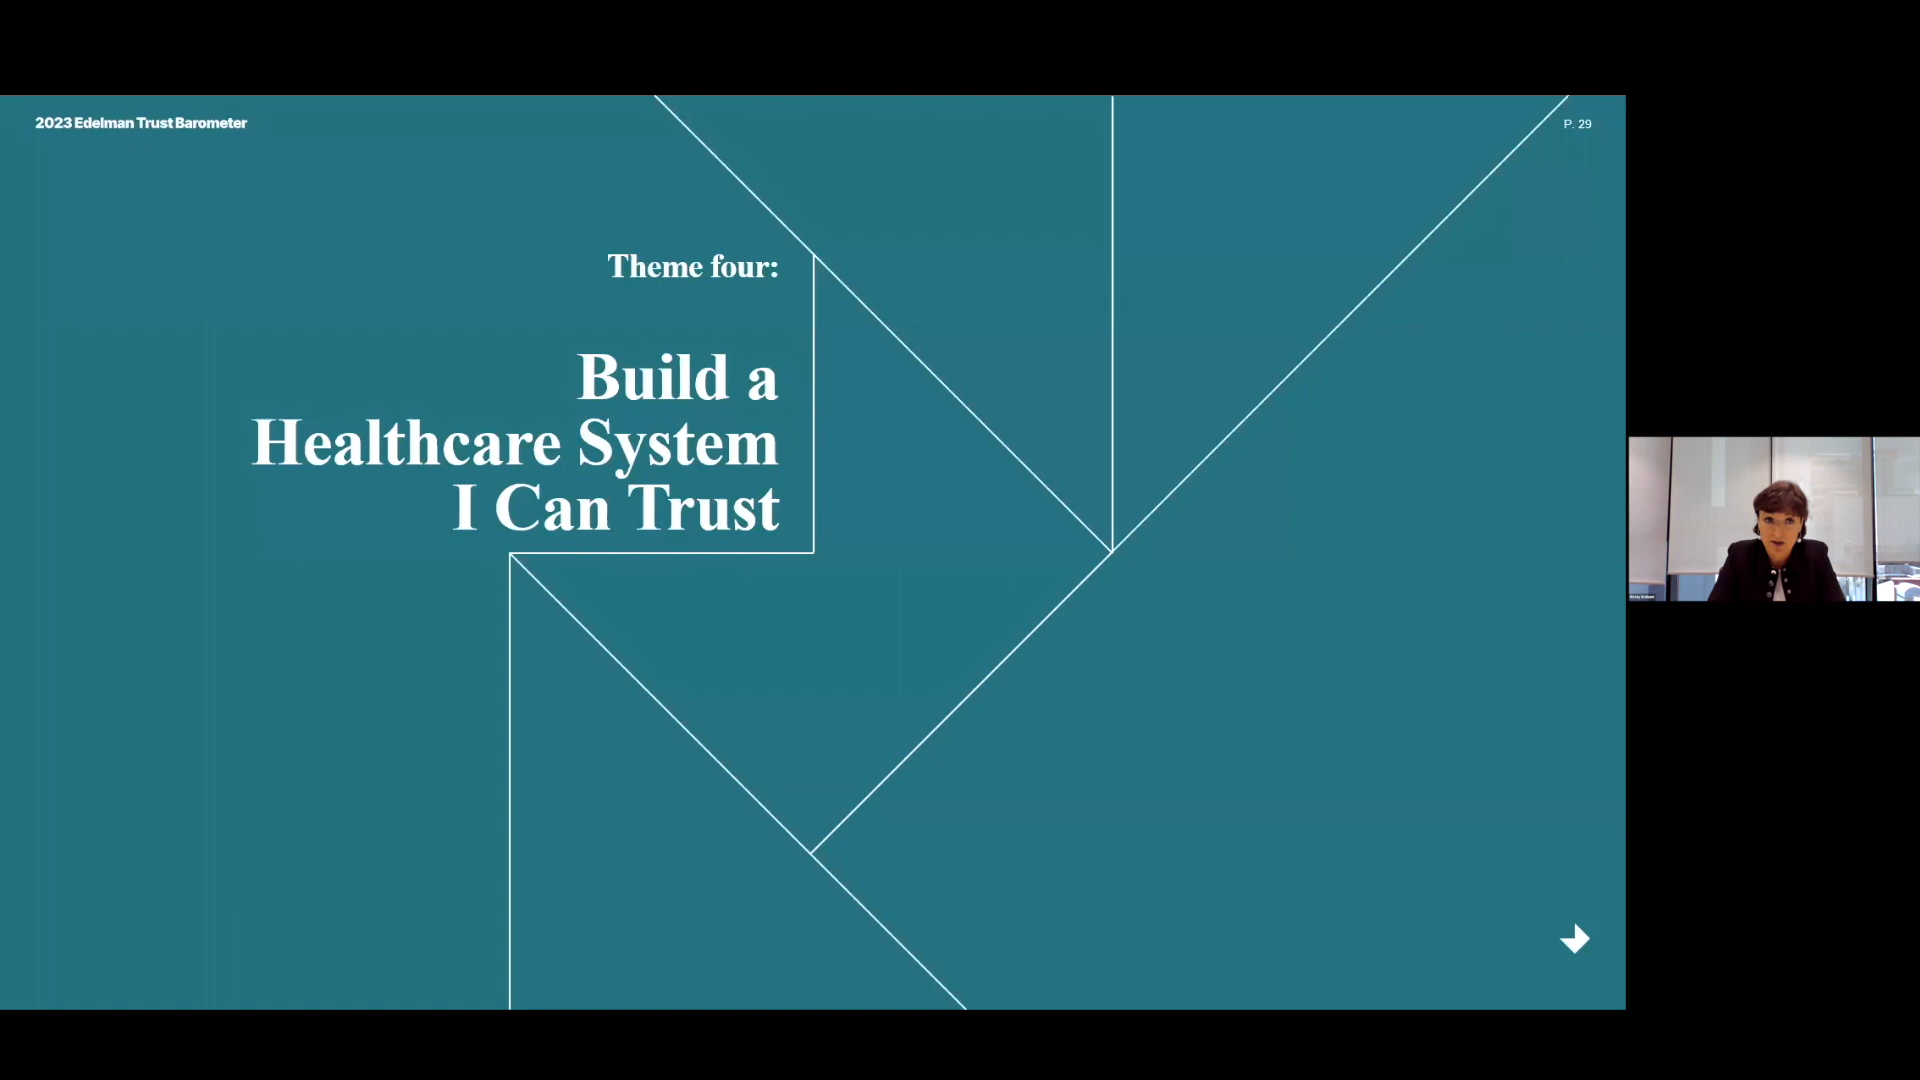 2023 Edelman Trust Barometer
P. 29
Theme four:
Build a
Healthcare System
I Can Trust